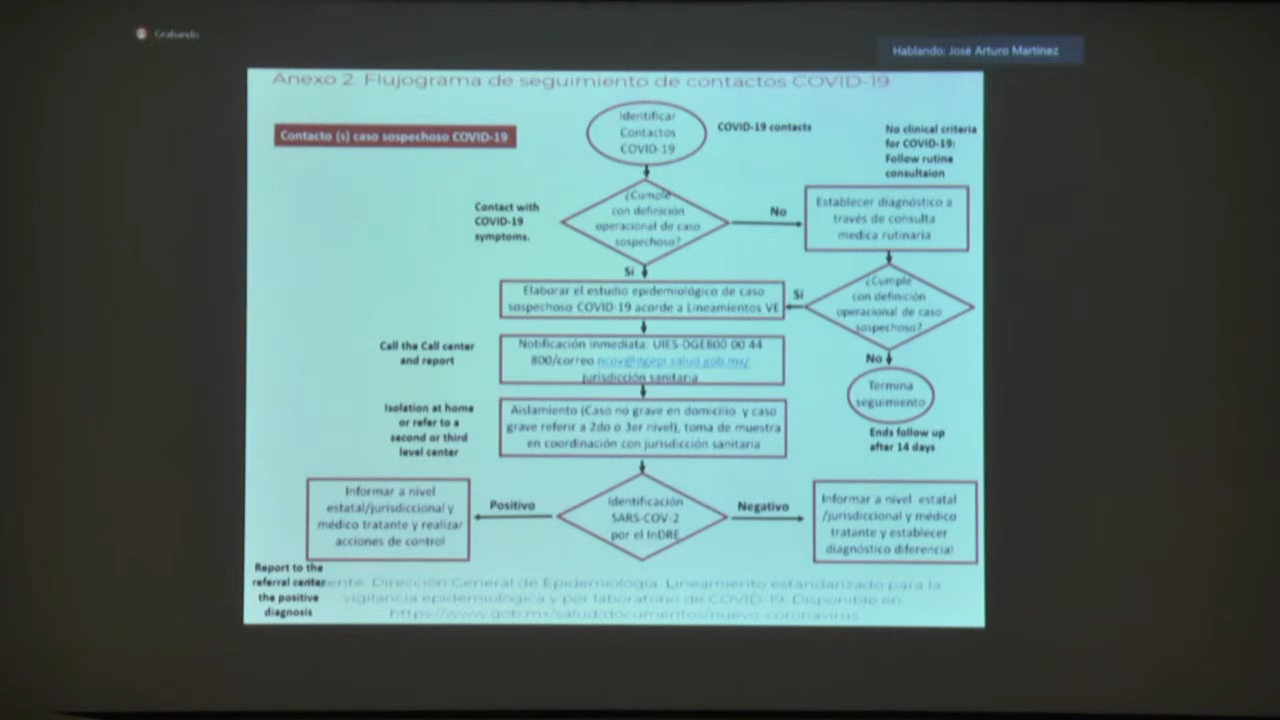 Grabando
Hablando: José Arturo Martínez
Anexo 2. Flujograma de seguimiento de contactos COVID-19
Contacto (s) caso sospechoso COVID-19
Identificar
Contactos
COVID-19
COVID-19 contacts
No clinical criteria
for COVID-19:
Follow rutine
consultaion
Contact with
COVID-19
symptoms.
¿Cumple
con definición
operacional de caso
sospechoso?
No
Establecer diagnóstico a
través de consulta
medica rutinaria
Si
Elaborar el estudio epidemiológico de caso
sospechoso COVID-19 acorde a Lineamientos VE
Si
¿Cumple
con definición
operacional de caso
sospechoso?
Call the Call center
and report
Notificación inmediata: UIES-DGE800 00 44
800/correo ncov@dgepi.salud.gob.mx/
jurisdicción sanitaria
No
Termina
seguimiento
Ends follow up
after 14 days
Isolation at home
or refer to a
second or third
level center
Aislamiento (Caso no grave en domicilio y caso
grave referir a 2do o 3er nivel), toma de muestra
en coordinación con jurisdicción sanitaria
Informar a nivel
estatal/jurisdiccional y
médico tratante y realizar
acciones de control
Positivo
Identificación
SARS-COV-2
por el InDRE
Negativo
Informar a nivel estatal
/jurisdiccional y médico
tratante y establecer
diagnóstico diferencial
Report to the
referral center
the positive
diagnosis
ente: Dirección General de Epidemiología. Lineamiento estandarizado para la
vigilancia epidemiológica y por laboratorio de COVID-19. Disponible en
https://www.gob.mx/salud/documentos/nuevo-coronavirus